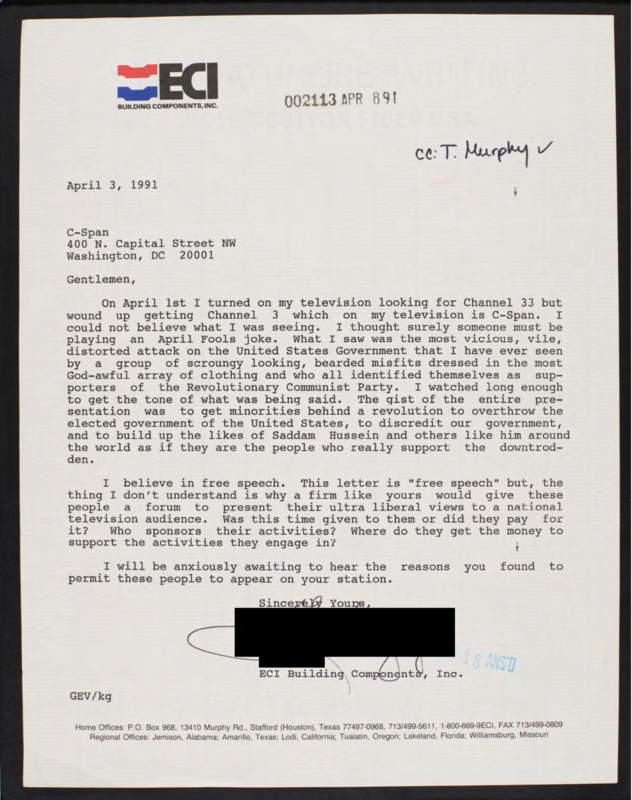 ECI
BUILDING COMPONENTS, INC.
002113 APR 891
cc: T. Murphy ✓
April 3, 1991
C-Span
400 N. Capital Street NW
Washington, DC 20001
Gentlemen,
On April 1st I turned on my television looking for Channel 33 but
wound up getting Channel 3 which on my television is C-Span. I
could not believe what I was seeing. I thought surely someone must be
playing an April Fools joke. What I saw was the most vicious, vile,
distorted attack on the United States Government that I have ever seen
by a group of scroungy looking, bearded misfits dressed in the most
God-awful array of clothing and who all identified themselves as sup-
porters of the Revolutionary Communist Party. I watched long enough
to get the tone of what was being said. The gist of the entire pre-
sentation was to get minorities behind a revolution to overthrow the
elected government of the United States, to discredit our government,
and to build up the likes of Saddam Hussein and others like him around
the world as if they are the people who really support the downtrod-
den.
I believe in free speech. This letter is "free speech" but, the
thing I don't understand is why a firm like yours would give these
people a forum to present their ultra liberal views to a national
television audience. Was this time given to them or did they pay for
it? Who sponsors their activities? Where do they get the money to
support the activities they engage in?
I will be anxiously awaiting to hear the reasons you found to
permit these people to appear on your station.
Sincerely Yours,
ECI Building Components, Inc.
18 ANS'D
GEV/kg
Home Offices: P.O. Box 968, 13410 Murphy Rd., Stafford (Houston), Texas 77497-0968, 713/499-5611, 1-800-669-9ECI, FAX 713/499-0809
Regional Offices: Jemison, Alabama; Amarillo, Texas; Lodi, California; Tualatin, Oregon; Lakeland, Florida; Williamsburg, Missouri